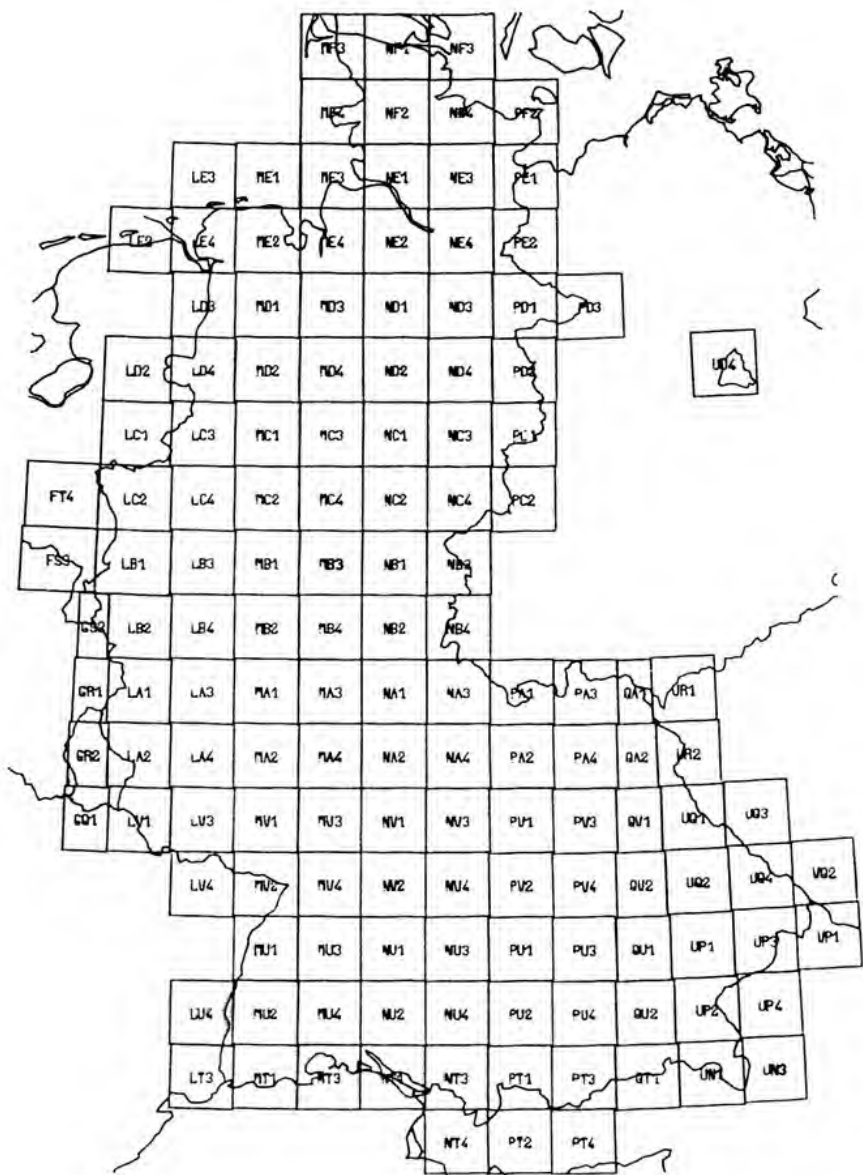 MF3 NF1 NF3
NF2 NF4 PF2
LE3 ME1 ME3 NE1 NE3 PE1
LE2 LE4 ME2 ME4 NE2 NE4 PE2
LD3 MD1 MD3 ND1 ND3 PD1 PD3
LD2 LD4 MD2 MD4 ND2 ND4 PD2 UD4
LC1 LC3 MC1 MC3 NC1 NC3 PC1
FT4 LC2 LC4 MC2 MC4 NC2 NC4 PC2
FS3 LB1 LB3 MB1 MB3 NB1 NB3
LB2 LB4 MB2 MB4 NB2 NB4
GR1 LA1 LA3 MA1 MA3 NA1 NA3 PA1 PA3 QA1 UR1
GR2 LA2 LA4 MA2 MA4 NA2 NA4 PA2 PA4 QA2 UR2
GQ1 LV1 LV3 MV1 MV3 NV1 NV3 PV1 PV3 QV1 UQ1 UQ3
LV4 MV2 MV4 NV2 NV4 PV2 PV4 QV2 UQ2 UQ4 VQ2
MU1 MU3 NU1 NU3 PU1 PU3 QU1 UP1 UP3 VP1
LU4 MU2 MU4 NU2 NU4 PU2 PU4 QU2 UP2 UP4
LT3 MT1 MT3 NT1 NT3 PT1 PT3 QT1 UN1 UN3
NT4 PT2 PT4